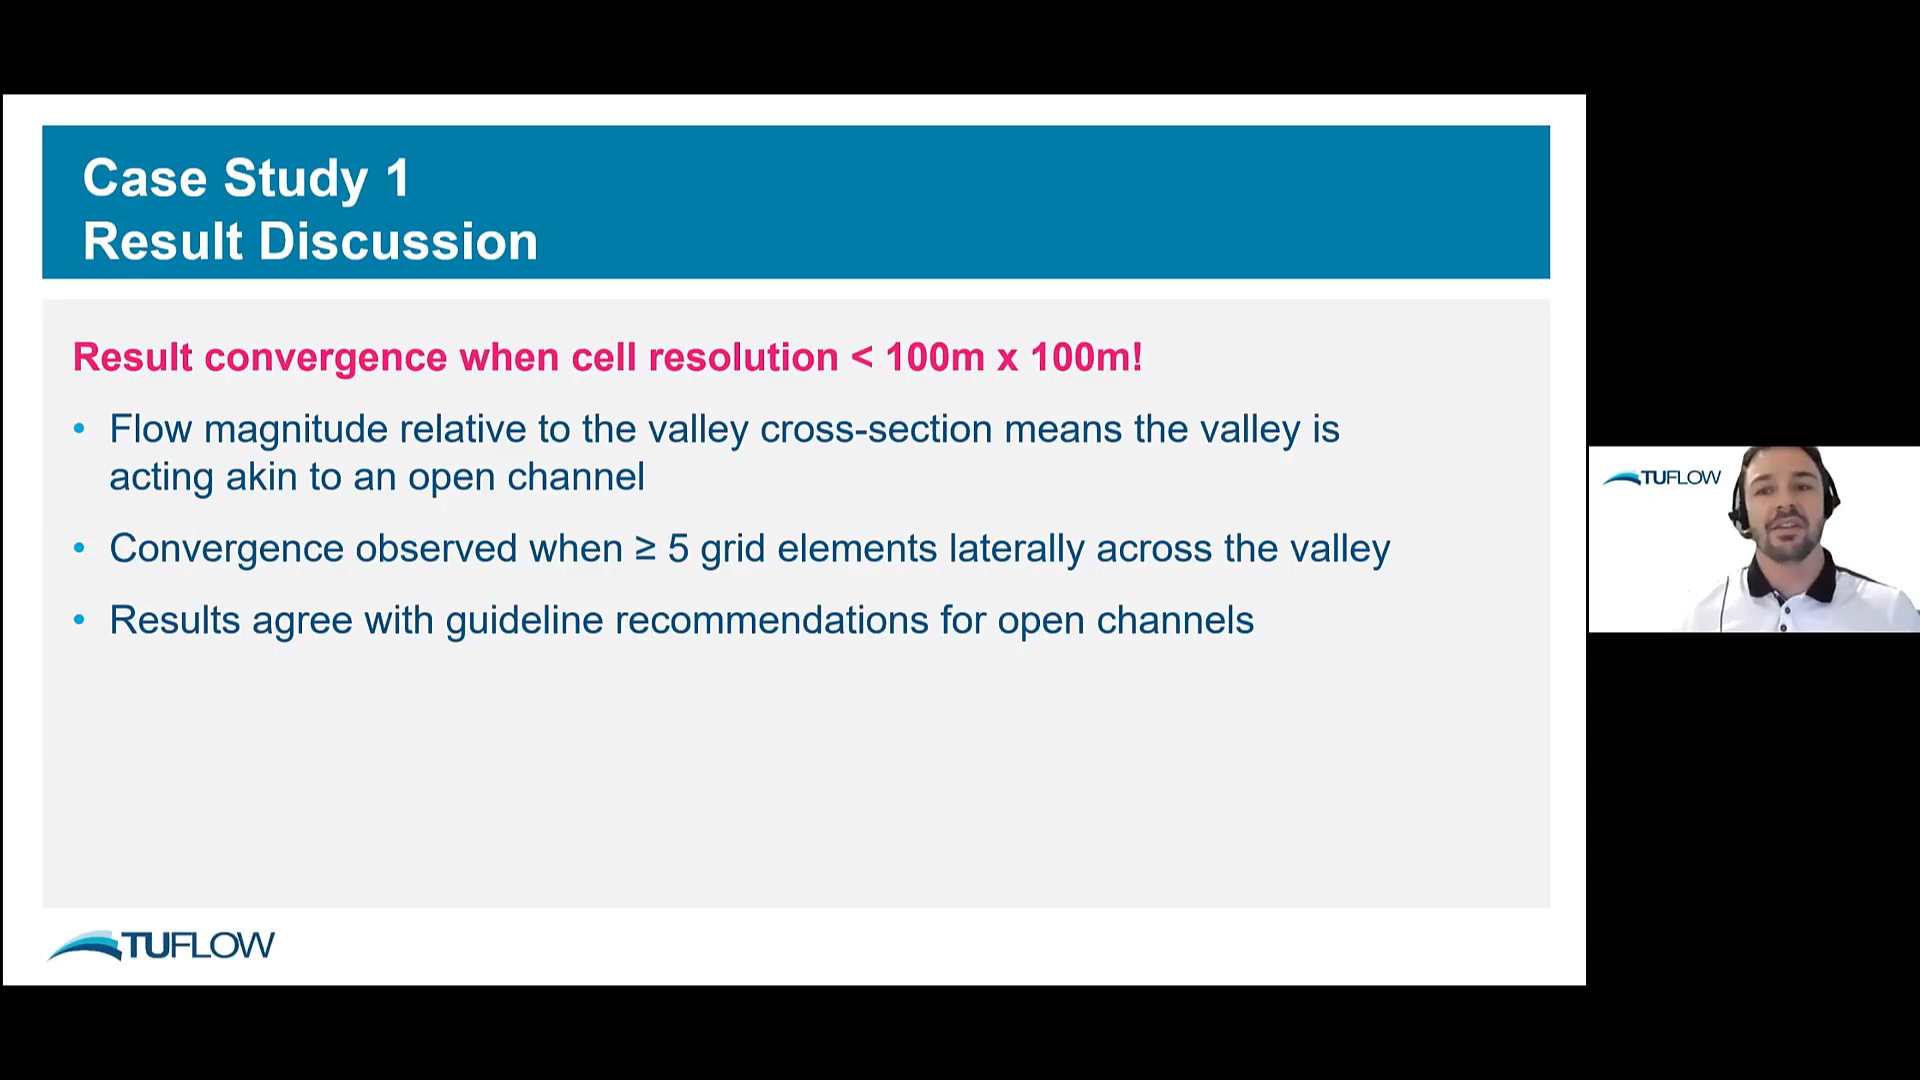 Case Study 1
Result Discussion
Result convergence when cell resolution < 100m x 100m!
• Flow magnitude relative to the valley cross-section means the valley is
acting akin to an open channel
• Convergence observed when ≥ 5 grid elements laterally across the valley
• Results agree with guideline recommendations for open channels
TUFLOW
TUFLOW